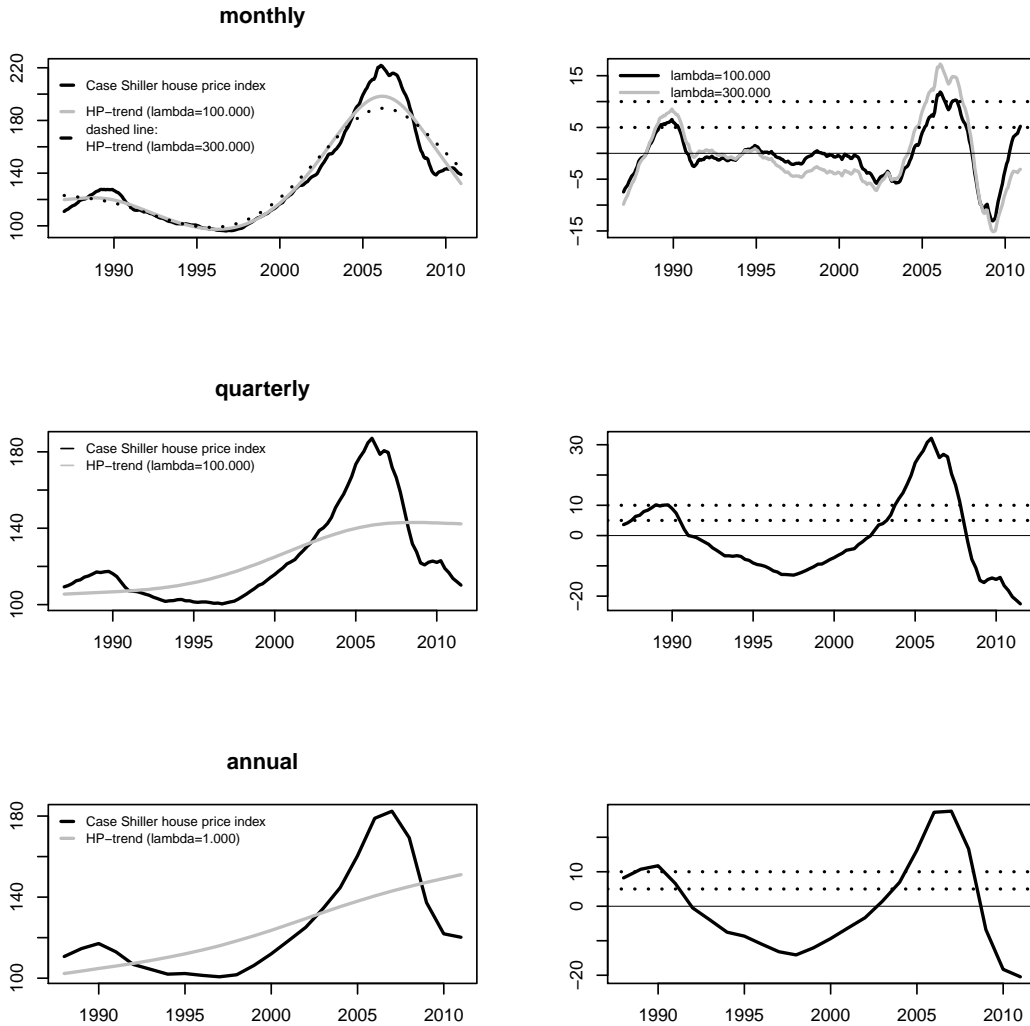 monthly
220
180
140
100
Case Shiller house price index
HP−trend (lambda=100.000)
dashed line:
HP−trend (lambda=300.000)
1990 1995 2000 2005 2010
15
5
−5
−15
lambda=100.000
lambda=300.000
1990 1995 2000 2005 2010
quarterly
180
140
100
Case Shiller house price index
HP−trend (lambda=100.000)
1990 1995 2000 2005 2010
30
10
0
−20
1990 1995 2000 2005 2010
annual
180
140
100
Case Shiller house price index
HP−trend (lambda=1.000)
1990 1995 2000 2005 2010
10
0
−20
1990 1995 2000 2005 2010